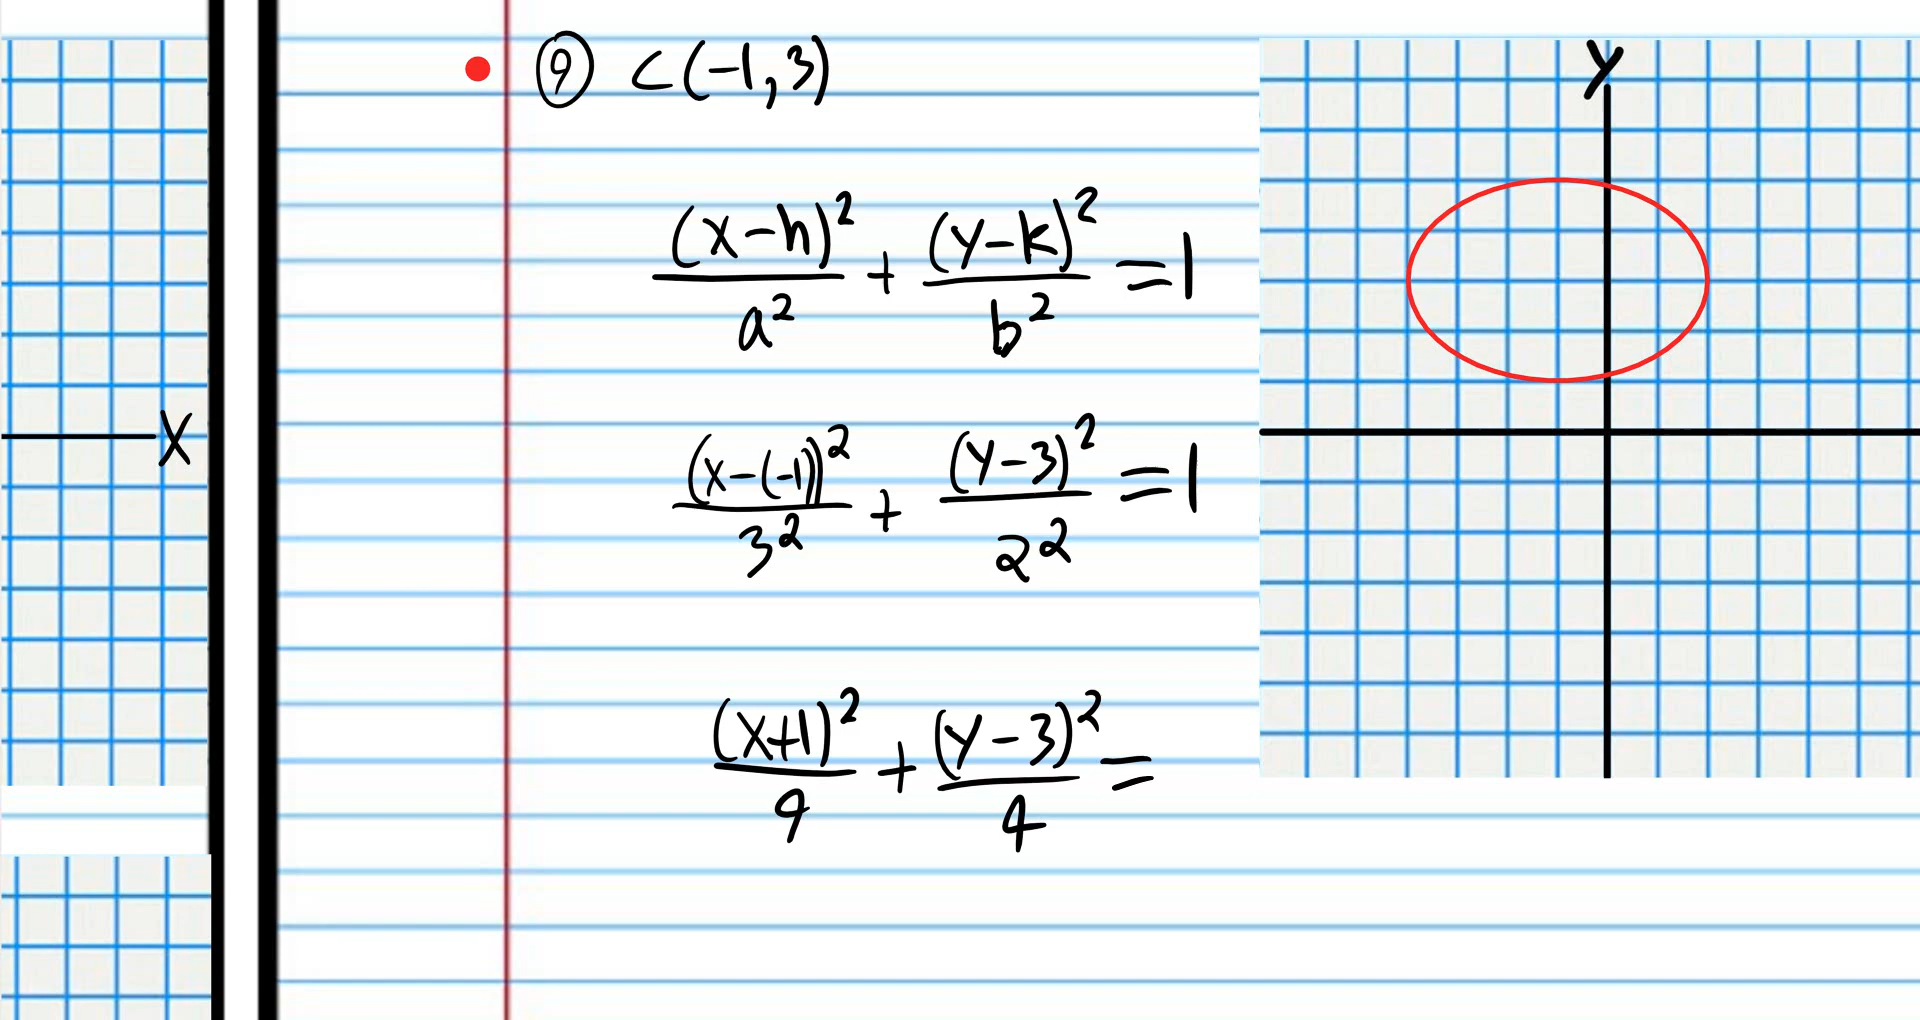 ⑨ C(-1,3)
(x-h)²/a² + (y-k)²/b² = 1
(x-(-1))²/3² + (y-3)²/2² = 1
(x+1)²/9 + (y-3)²/4 =
X
Y